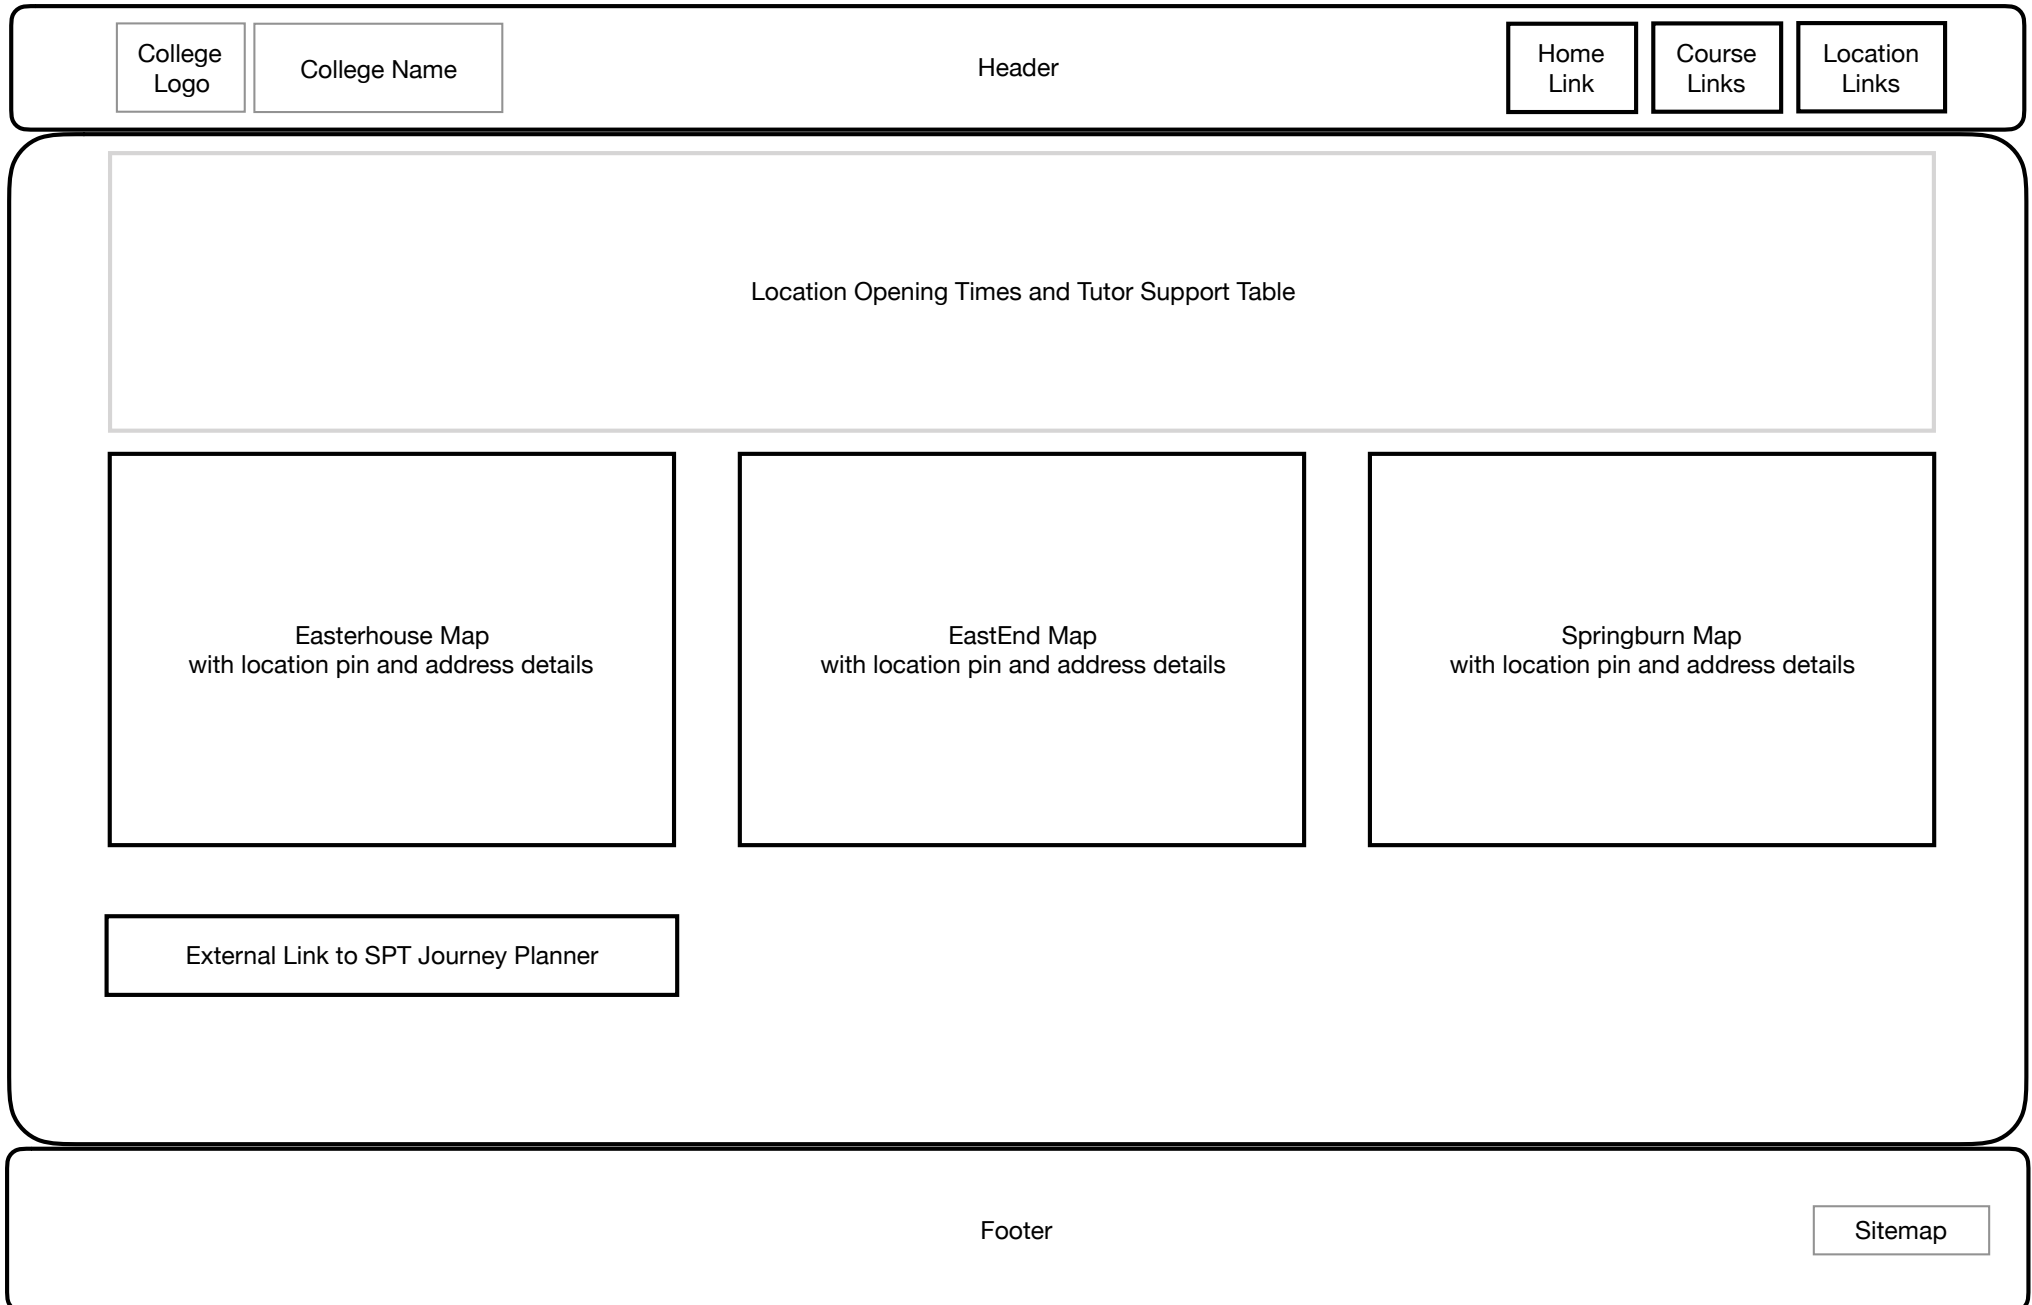 College
Logo
College Name
Header
Home
Link
Course
Links
Location
Links
Location Opening Times and Tutor Support Table
Easterhouse Map
with location pin and address details
EastEnd Map
with location pin and address details
Springburn Map
with location pin and address details
External Link to SPT Journey Planner
Footer
Sitemap